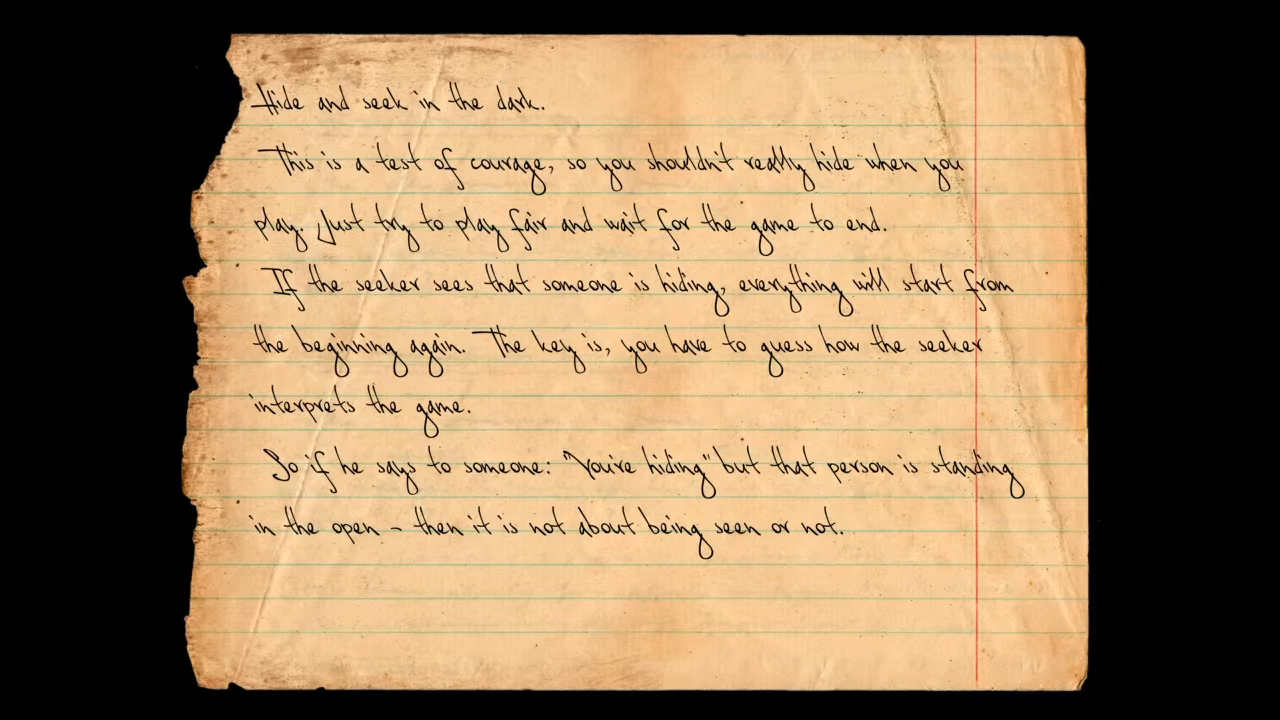 Hide and seek in the dark.
This is a test of courage, so you shouldn't really hide when you
play. Just try to play fair and wait for the game to end.
If the seeker sees that someone is hiding, everything will start from
the beginning again. The key is, you have to guess how the seeker
interprets the game.
So if he says to someone: "You're hiding" but that person is standing
in the open - then it is not about being seen or not.